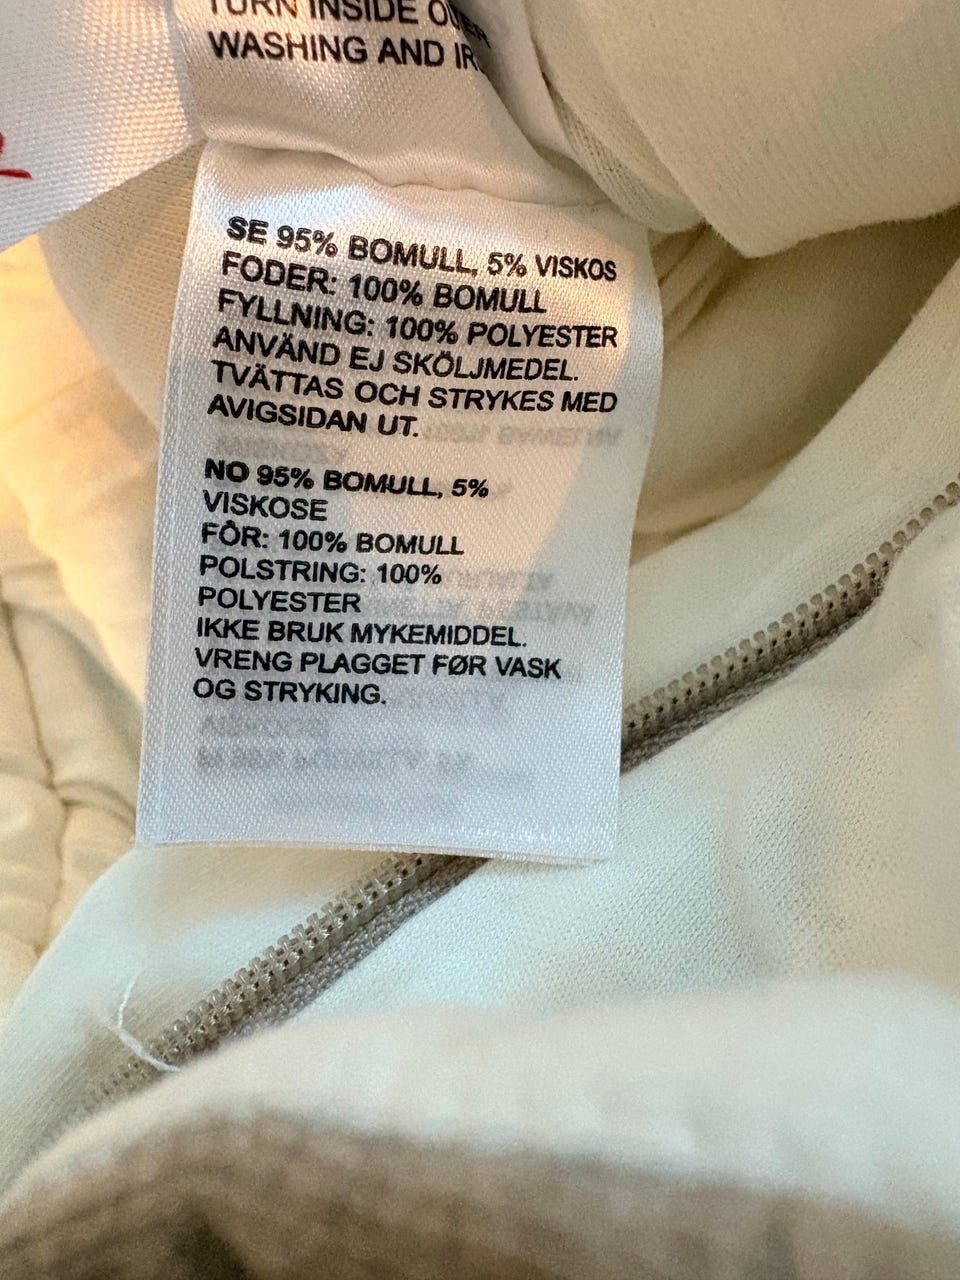 TURN INSIDE
WASHING AND
SE 95% BOMULL, 5% VISKOS
FODER: 100% BOMULL
FYLLNING: 100% POLYESTER
ANVÄND EJ SKÖLJMEDEL.
TVÄTTAS OCH STRYKES MED
AVIGSIDAN UT.
NO 95% BOMULL, 5%
VISKOSE
FÔR: 100% BOMULL
POLSTRING: 100%
POLYESTER
IKKE BRUK MYKEMIDDEL.
VRENG PLAGGET FØR VASK
OG STRYKING.